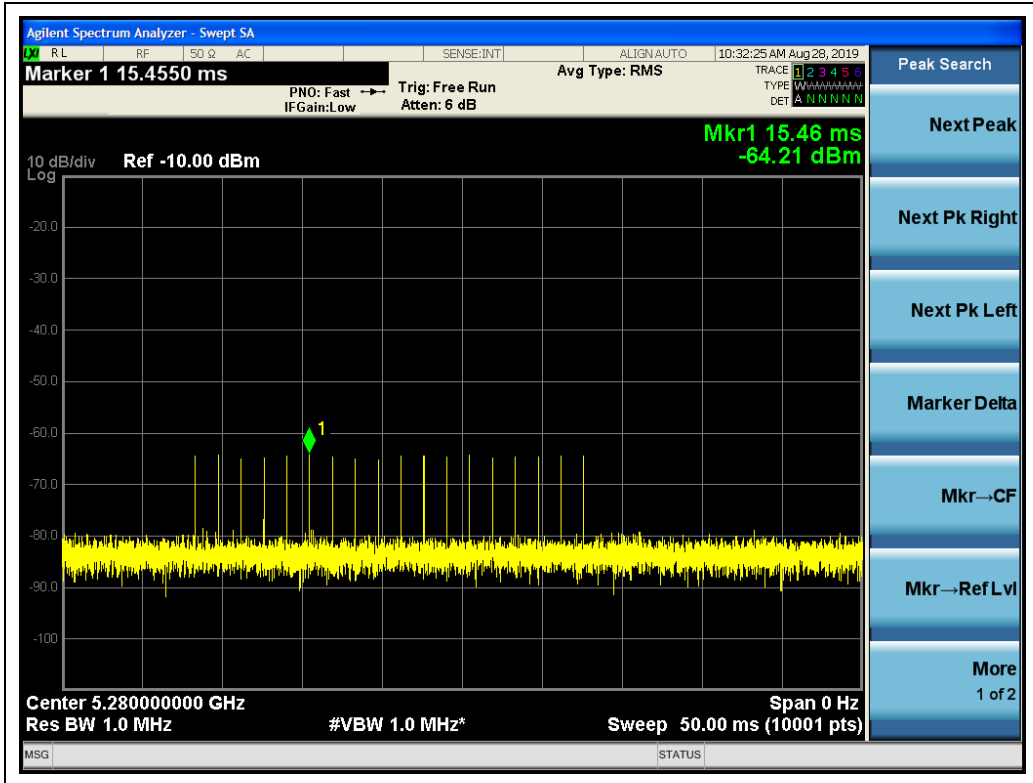 Agilent Spectrum Analyzer - Swept SA
LXI RL RF 50 Ω AC SENSE:INT ALIGN AUTO 10:32:25 AM Aug 28, 2019
Marker 1 15.4550 ms
PNO: Fast
IFGain:Low
Trig: Free Run
Atten: 6 dB
Avg Type: RMS
TRACE 1 2 3 4 5 6
TYPE
DET A N N N N N
Mkr1 15.46 ms
-64.21 dBm
10 dB/div Ref -10.00 dBm
Log
-20.0
-30.0
-40.0
-50.0
-60.0
1
-70.0
-80.0
-90.0
-100
Center 5.280000000 GHz Span 0 Hz
Res BW 1.0 MHz #VBW 1.0 MHz* Sweep 50.00 ms (10001 pts)
MSG STATUS
Peak Search
Next Peak
Next Pk Right
Next Pk Left
Marker Delta
Mkr→CF
Mkr→Ref Lvl
More
1 of 2